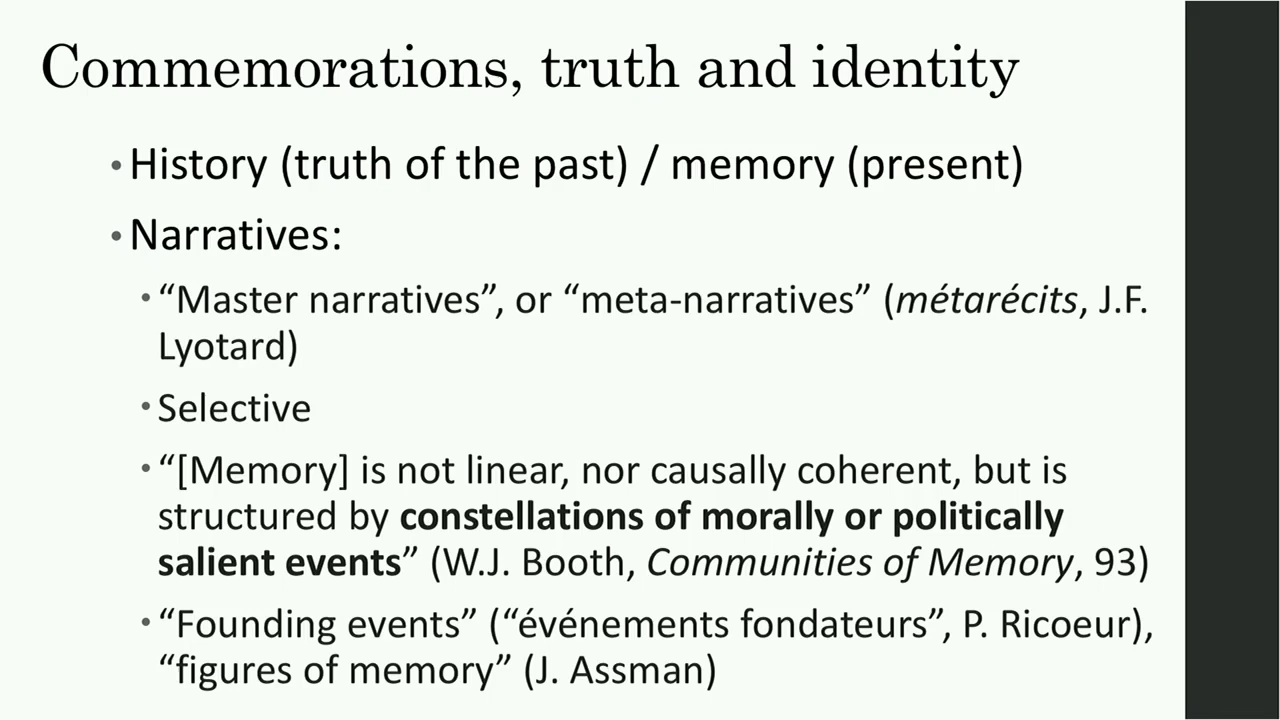 Commemorations, truth and identity
• History (truth of the past) / memory (present)
• Narratives:
• “Master narratives”, or “meta-narratives” (métarécits, J.F.
Lyotard)
• Selective
• “[Memory] is not linear, nor causally coherent, but is
structured by constellations of morally or politically
salient events” (W.J. Booth, Communities of Memory, 93)
• “Founding events” (“événements fondateurs”, P. Ricoeur),
“figures of memory” (J. Assman)